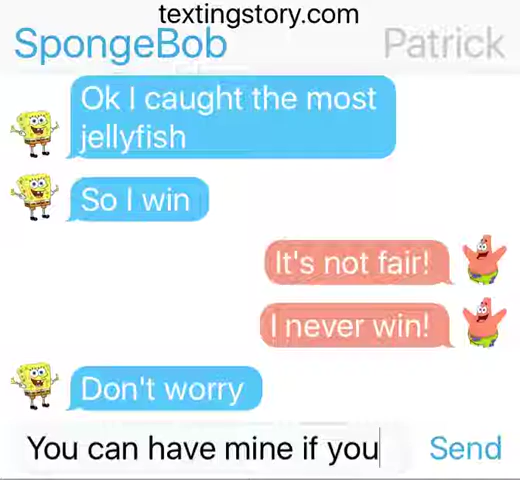 textingstory.com
SpongeBob
Patrick
Ok I caught the most
jellyfish
So I win
It's not fair!
I never win!
Don't worry
You can have mine if you
Send